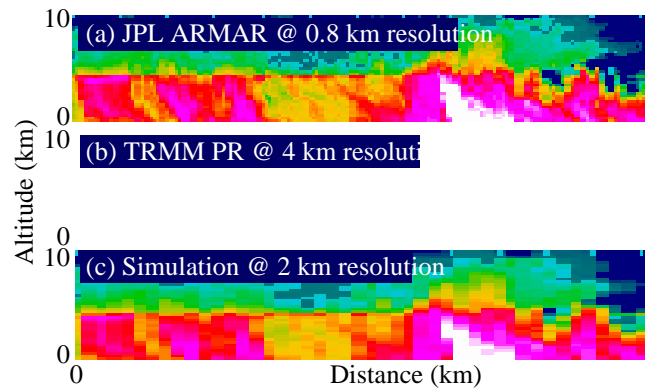 10
(a) JPL ARMAR @ 0.8 km resolution
0
10
(b) TRMM PR @ 4 km resoluti
0
10
(c) Simulation @ 2 km resolution
0
Altitude (km)
0
Distance (km)